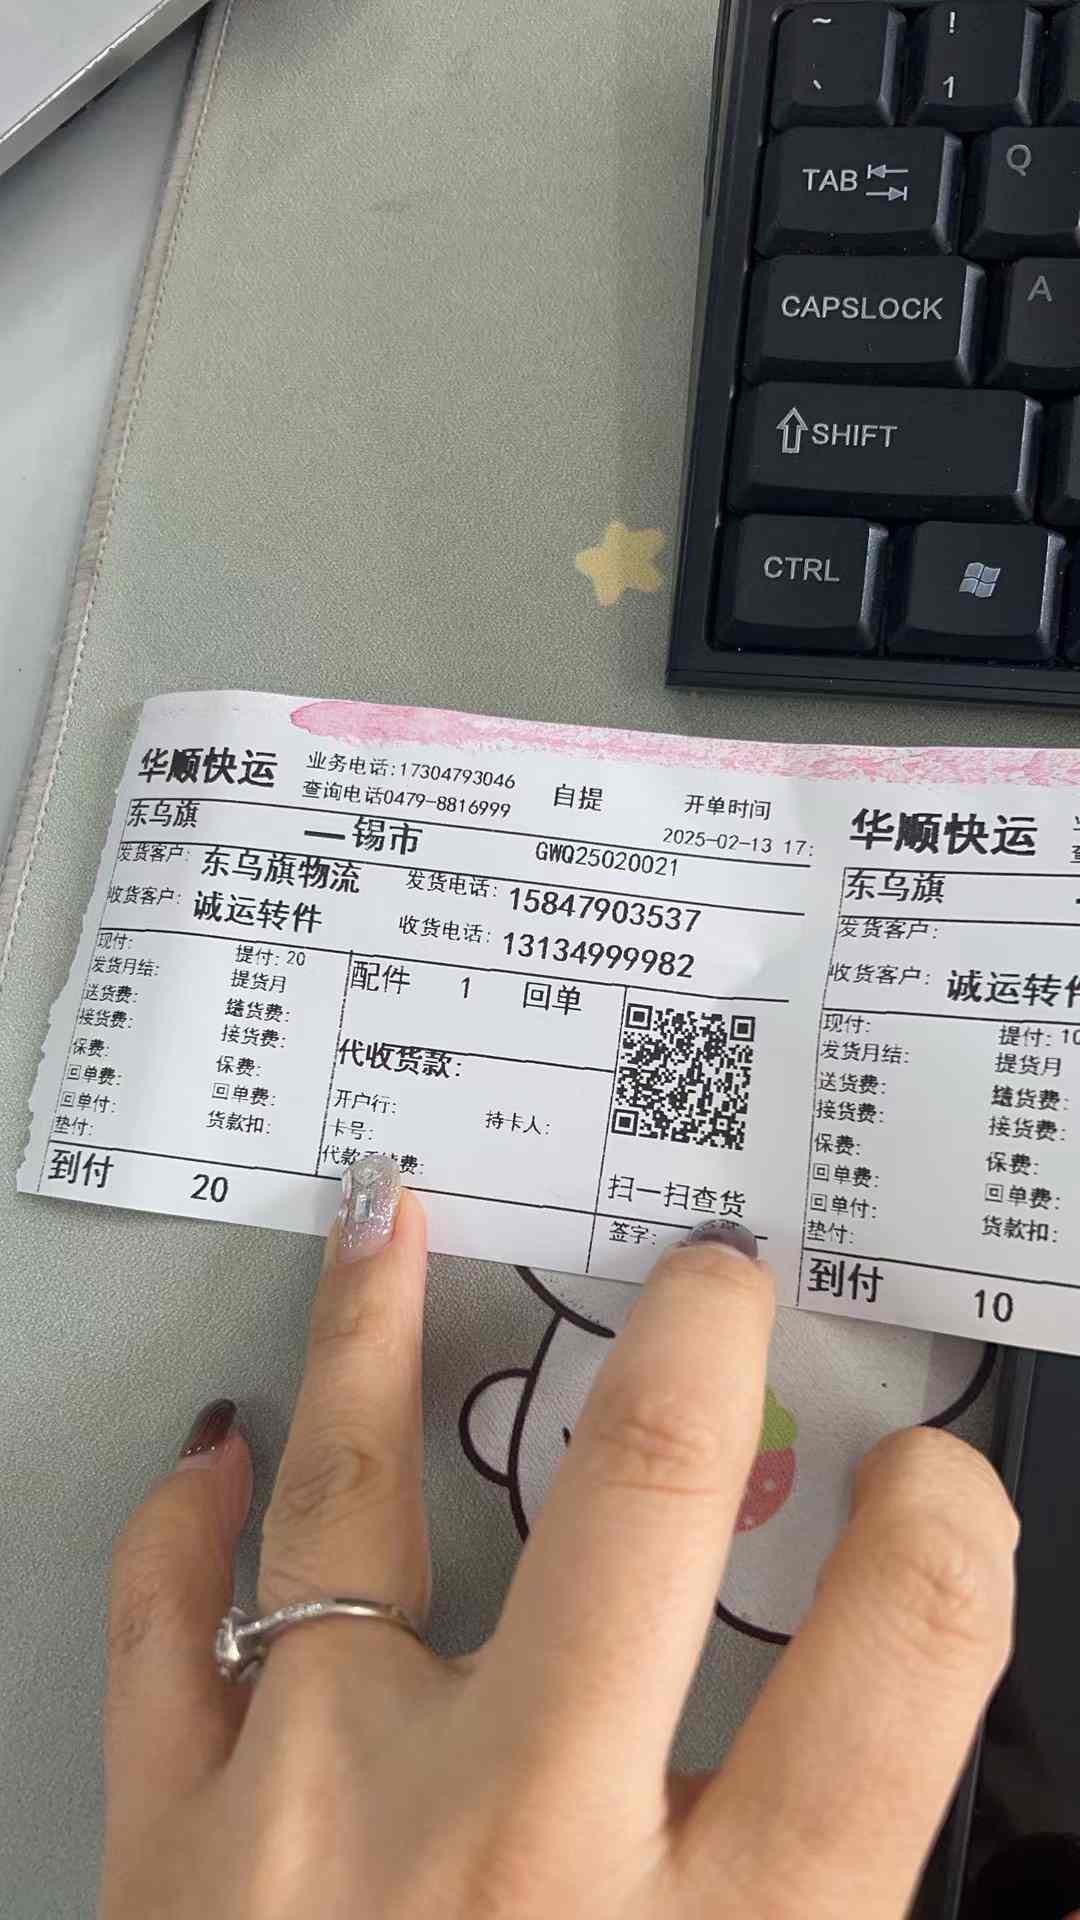 ~ !
、 1
TAB Q
CAPSLOCK A
SHIFT
CTRL
华顺快运 业务电话:17304793046 自提 开单时间
查询电话0479-8816999 2025-02-13 17:
东乌旗 —锡市 GWQ25020021
发货客户: 东乌旗物流 发货电话: 15847903537
收货客户: 诚运转件 收货电话: 13134999982
现付: 提付: 20 配件 1 回单
发货月结: 提货月
送货费: 送货费:
接货费: 接货费: 代收货款:
保费: 保费: 开户行: 持卡人:
回单费: 回单费: 卡号:
回单付: 货款扣: 代款 费:
垫付: 扫一扫查货
到付 20 签字:
华顺快运
东乌旗
发货客户:
收货客户: 诚运转件
现付: 提付: 10
发货月结: 提货月
送货费: 货费:
接货费: 接货费:
保费: 保费:
回单费: 回单费:
回单付: 货款扣:
垫付:
到付 10